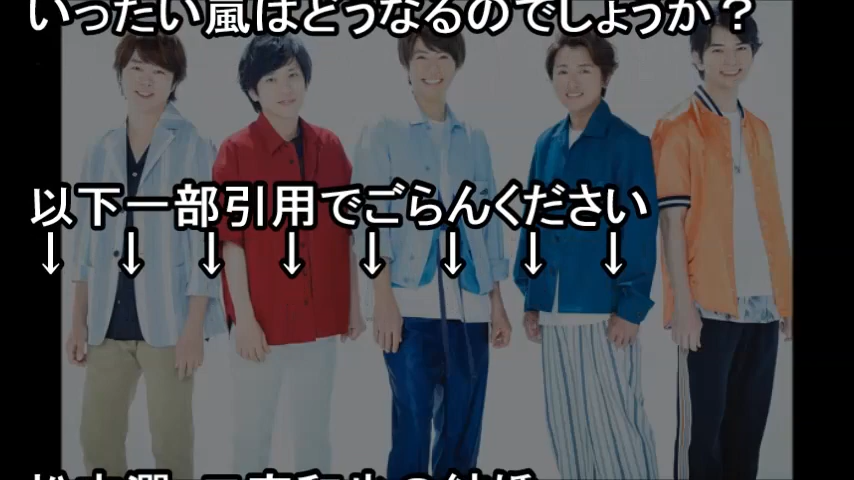 いったい嵐はどうなるのでしょうか？
以下一部引用でごらんください
↓ ↓ ↓ ↓ ↓ ↓ ↓ ↓